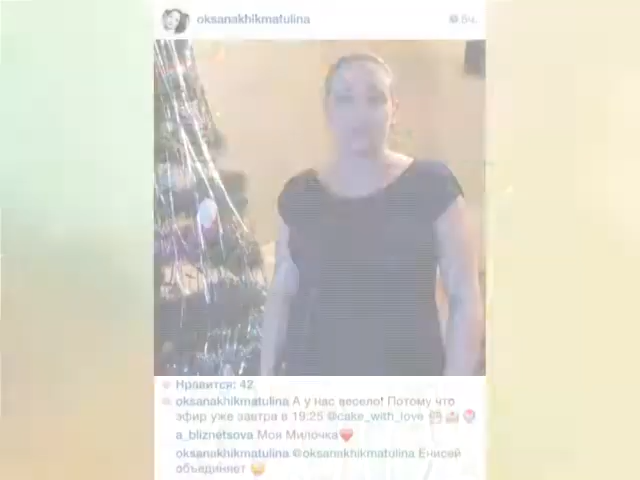 oksanakhikmatulina
Нравится: 42
oksanakhikmatulina А у нас весело! Потому что
эфир уже завтра в 19:25 @cake_with_love
a_bliznetsova Моя Милочка❤️
oksanakhikmatulina @oksanakhikmatulina Енисей
объединяет